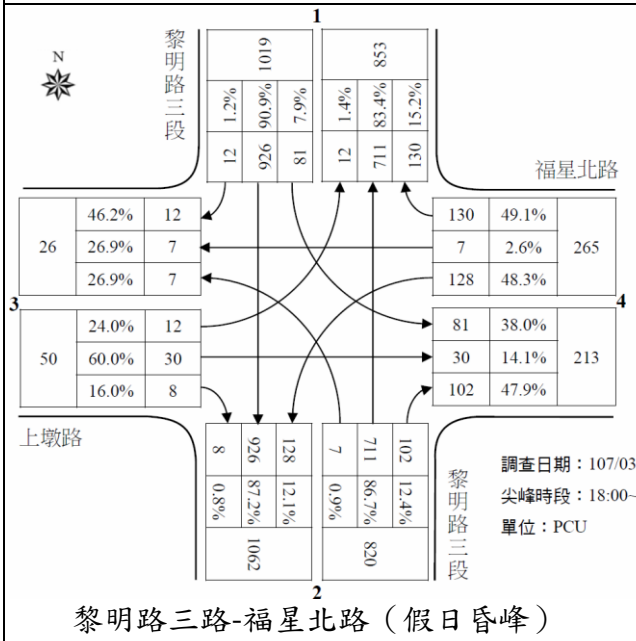 1
N
黎明路三段
1019
1.2% 90.9% 7.9%
12 926 81
853
1.4% 83.4% 15.2%
12 711 130
福星北路
26
46.2% 12
26.9% 7
26.9% 7
130 49.1%
7 2.6%
128 48.3%
265
3
4
50
24.0% 12
60.0% 30
16.0% 8
81 38.0%
30 14.1%
102 47.9%
213
上墩路
8 926 128
0.8% 87.2% 12.1%
1062
7 711 102
0.9% 86.7% 12.4%
820
黎明路三段
調查日期：107/03
尖峰時段：18:00~
單位：PCU
2
黎明路三路-福星北路（假日昏峰）